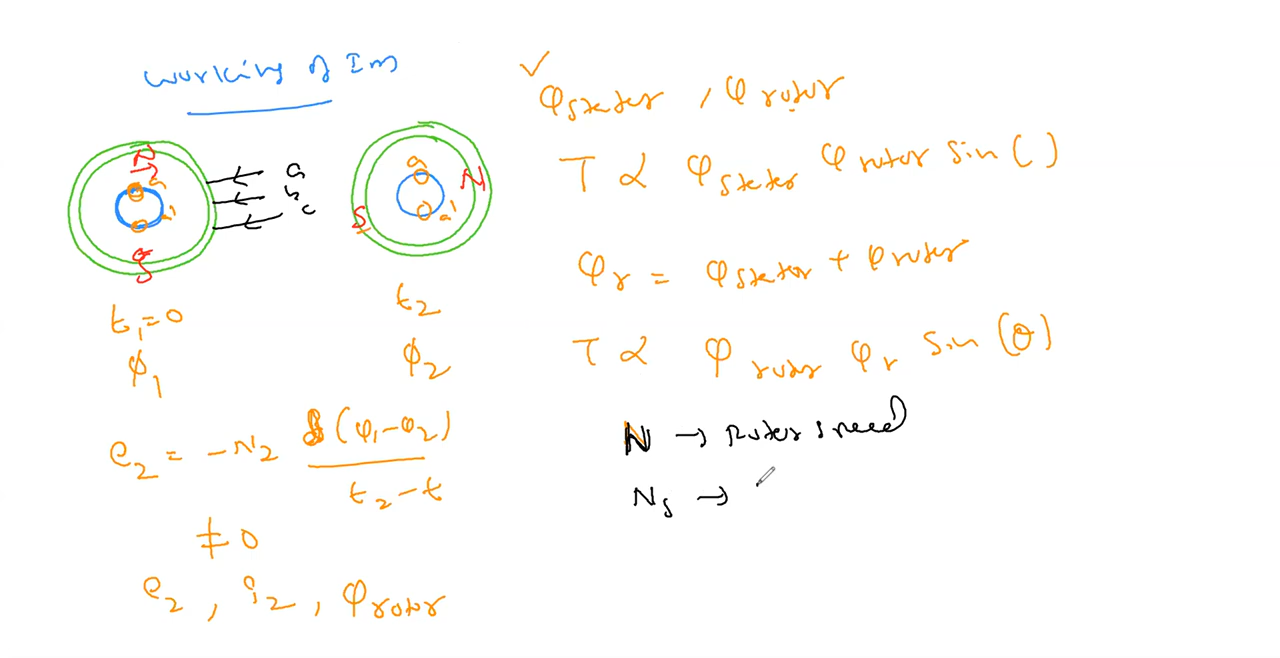 working of Im
N
a
a'
S
a
b
c
a
N
S
a'
t₁=0
t₂
ϕ₁
ϕ₂
e₂ = -N₂ (φ₁-φ₂)
t₂-t
≠0
e₂, i₂, φrotor
✓
φstator, φrotor
T α φstator φrotor sin( )
φr = φstator + φrotor
T α φrotor φr sin(θ)
N → Rotor speed
Ns →